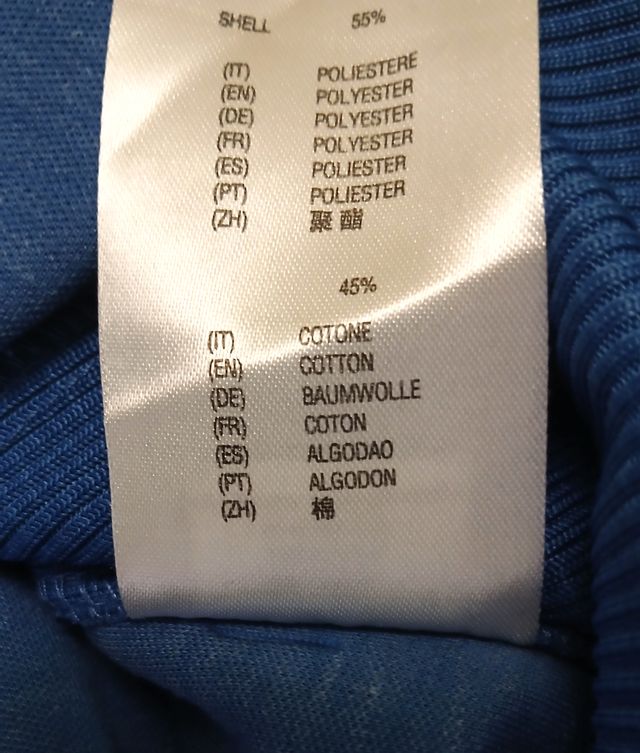 SHELL 55%
(IT) POLIESTERE
(EN) POLYESTER
(DE) POLYESTER
(FR) POLYESTER
(ES) POLIESTER
(PT) POLIESTER
(ZH) 聚酯
45%
(IT) COTONE
(EN) COTTON
(DE) BAUMWOLLE
(FR) COTON
(ES) ALGODAO
(PT) ALGODON
(ZH) 棉